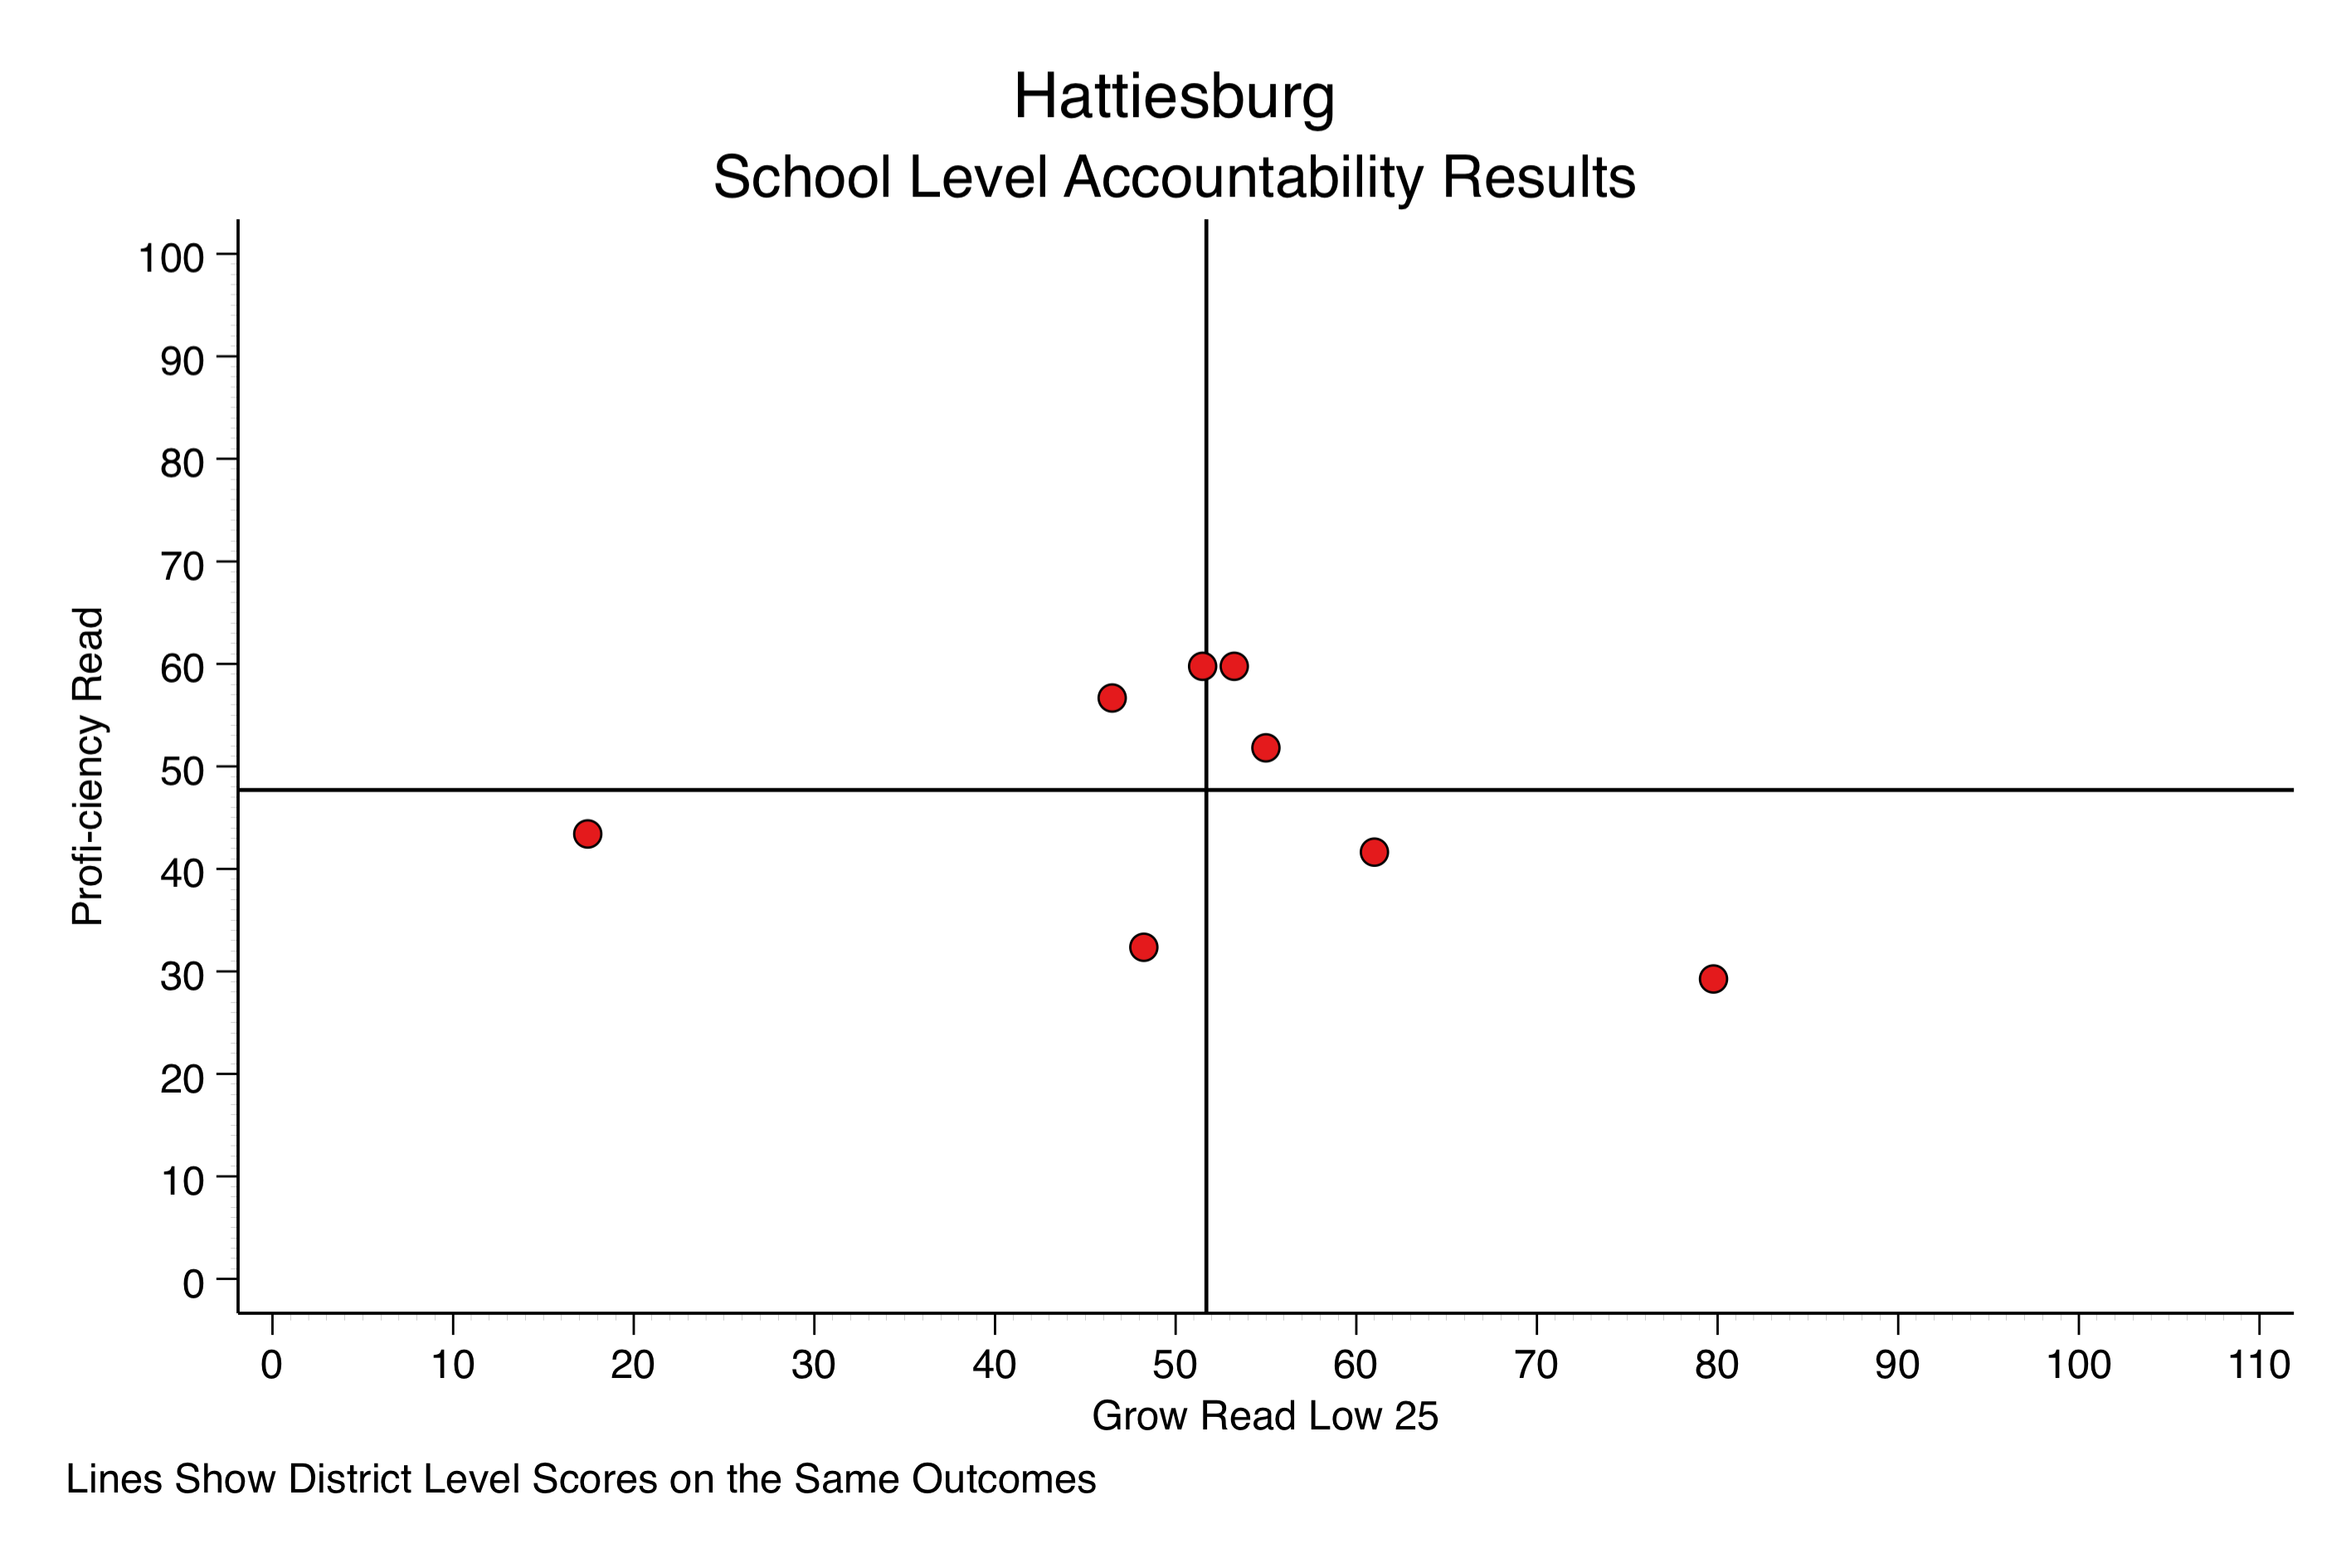 Hattiesburg
School Level Accountability Results
100
90
80
70
60
50
40
30
20
10
0
Profi-ciency Read
0 10 20 30 40 50 60 70 80 90 100 110
Grow Read Low 25
Lines Show District Level Scores on the Same Outcomes